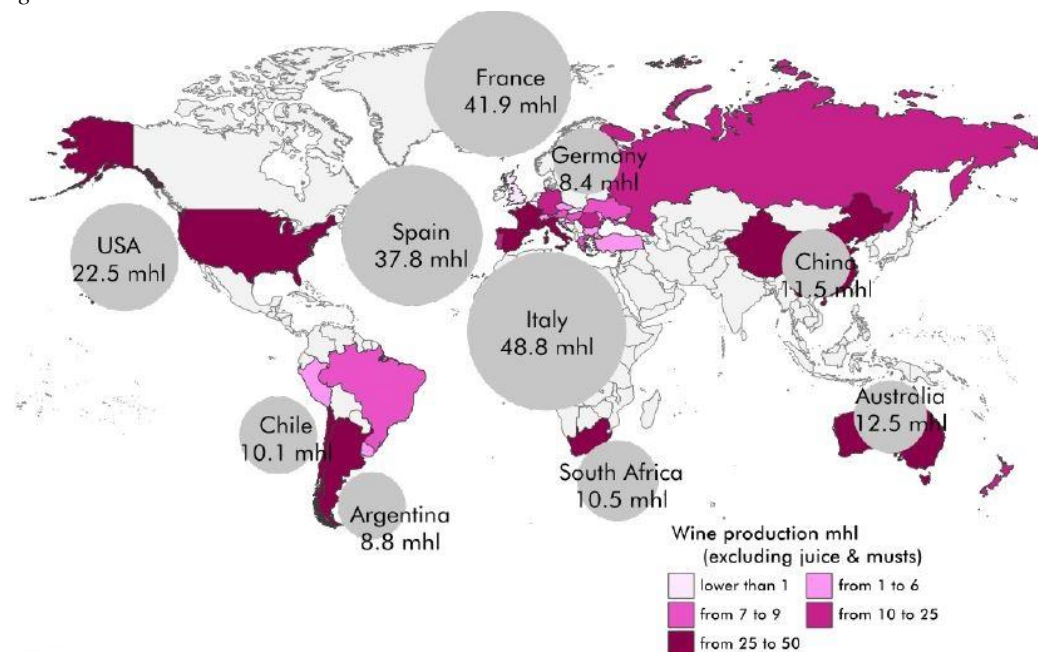 France
41.9 mhl
Germany
8.4 mhl
USA
22.5 mhl
Spain
37.8 mhl
China
11.5 mhl
Italy
48.8 mhl
Chile
10.1 mhl
Australia
12.5 mhl
South Africa
10.5 mhl
Argentina
8.8 mhl
Wine production mhl
(excluding juice & musts)
lower than 1
from 1 to 6
from 7 to 9
from 10 to 25
from 25 to 50